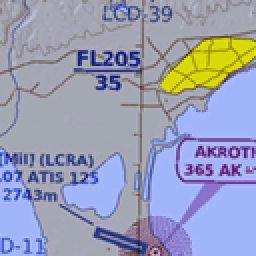 LCD-39
FL205
35
[Mil] (LCRA)
.07 ATIS 125
2743m
AKROTI
365 AK
D-11